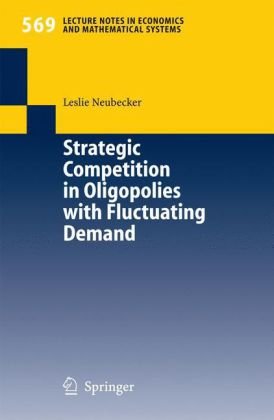 569
LECTURE NOTES IN ECONOMICS
AND MATHEMATICAL SYSTEMS
Leslie Neubecker
Strategic
Competition
in Oligopolies
with Fluctuating
Demand
Springer